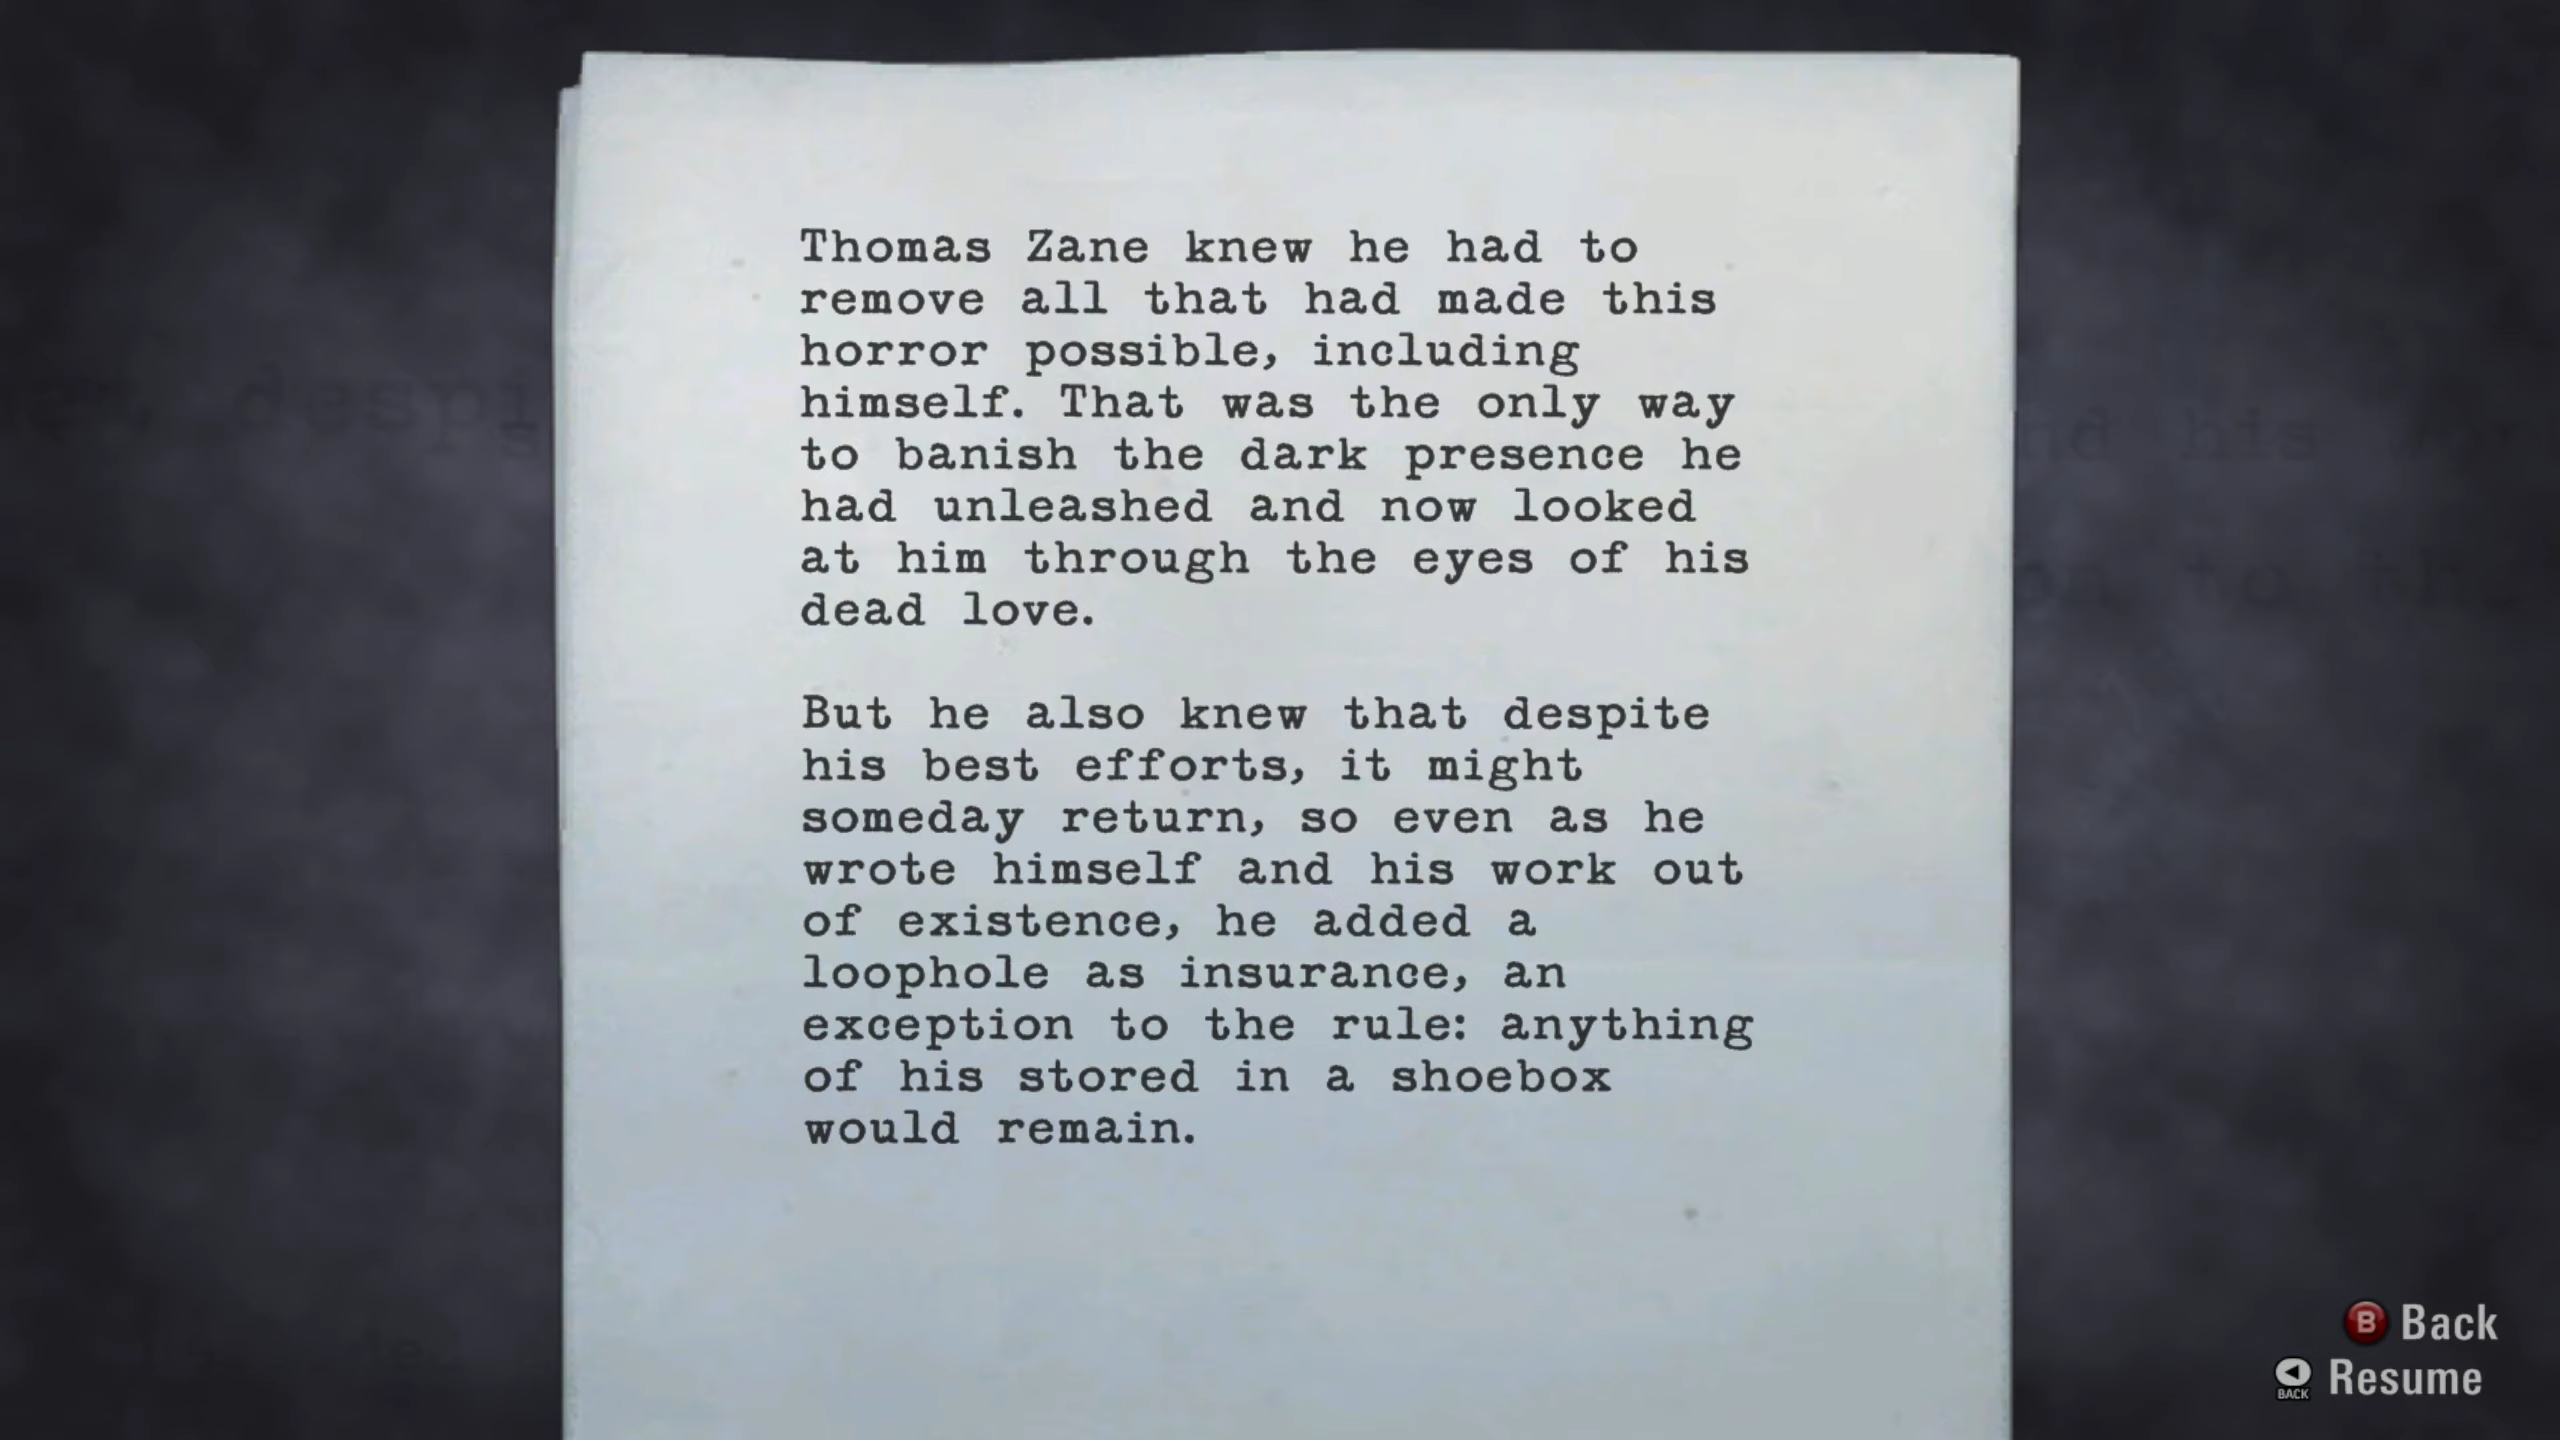 Thomas Zane knew he had to
remove all that had made this
horror possible, including
himself. That was the only way
to banish the dark presence he
had unleashed and now looked
at him through the eyes of his
dead love.
But he also knew that despite
his best efforts, it might
someday return, so even as he
wrote himself and his work out
of existence, he added a
loophole as insurance, an
exception to the rule: anything
of his stored in a shoebox
would remain.
B Back
BACK Resume